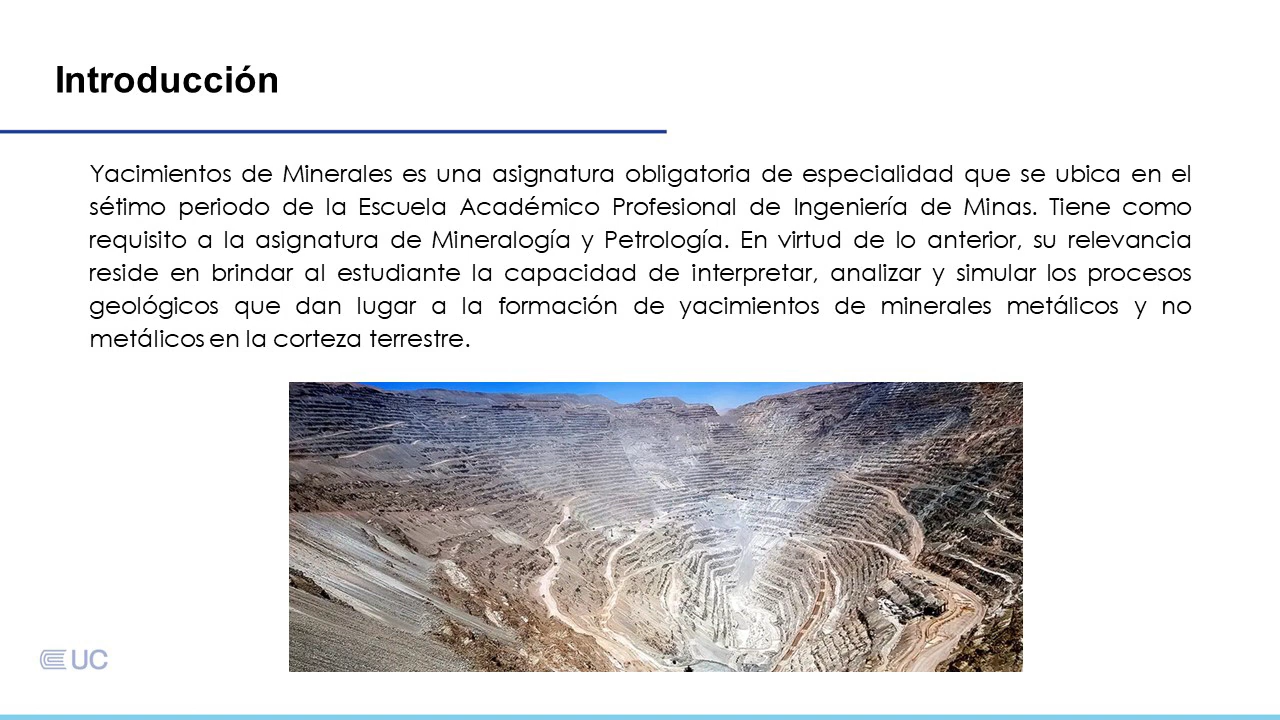 Introducción
Yacimientos de Minerales es una asignatura obligatoria de especialidad que se ubica en el
sétimo periodo de la Escuela Académico Profesional de Ingeniería de Minas. Tiene como
requisito a la asignatura de Mineralogía y Petrología. En virtud de lo anterior, su relevancia
reside en brindar al estudiante la capacidad de interpretar, analizar y simular los procesos
geológicos que dan lugar a la formación de yacimientos de minerales metálicos y no
metálicos en la corteza terrestre.
UC